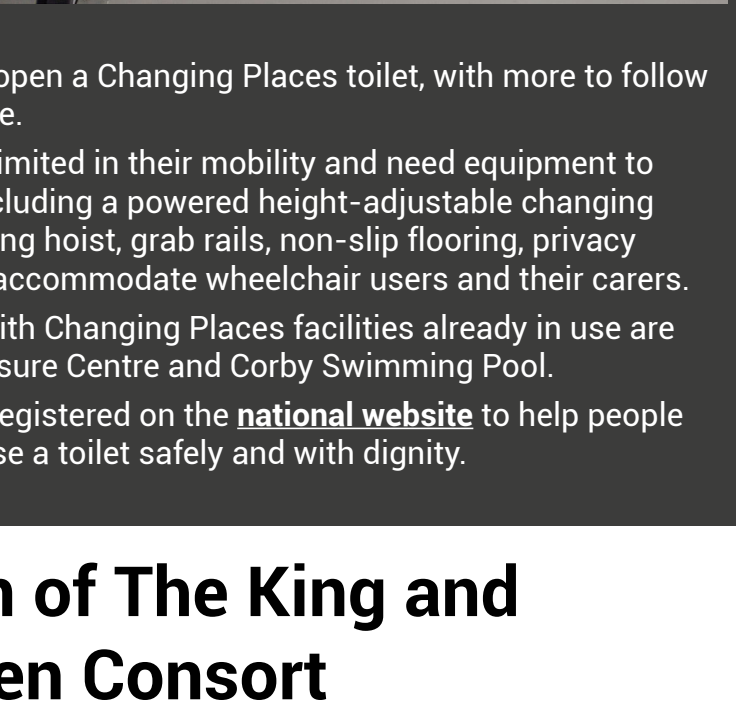 open a Changing Places toilet, with more to follow
e.
imited in their mobility and need equipment to
cluding a powered height-adjustable changing
ng hoist, grab rails, non-slip flooring, privacy
accommodate wheelchair users and their carers.
ith Changing Places facilities already in use are
sure Centre and Corby Swimming Pool.
egistered on the national website to help people
se a toilet safely and with dignity.
n of The King and
en Consort